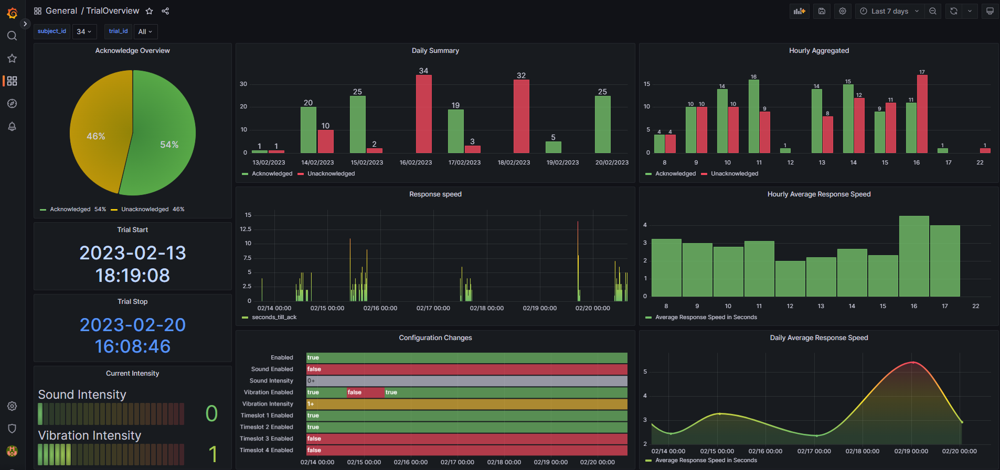 General / TrialOverview
Last 7 days
subject_id 34 trial_id All
Acknowledge Overview
46%
54%
Acknowledged 54% Unacknowledged 46%
Trial Start
2023-02-13
18:19:08
Trial Stop
2023-02-20
16:08:46
Current Intensity
Sound Intensity
0
Vibration Intensity
1
Daily Summary
30
20
10
0
1 1 20 10 25 2 34 19 3 32 5 25
13/02/2023 14/02/2023 15/02/2023 16/02/2023 17/02/2023 18/02/2023 19/02/2023 20/02/2023
Acknowledged Unacknowledged
Hourly Aggregated
15
10
5
0
4 4 10 10 14 10 16 9 1 14 8 15 12 9 11 11 17 1 1
8 9 10 11 12 13 14 15 16 17 22
Acknowledged Unacknowledged
Response speed
15
12.5
10
7.5
5
2.5
0
02/14 00:00 02/15 00:00 02/16 00:00 02/17 00:00 02/18 00:00 02/19 00:00 02/20 00:00
seconds_till_ack
Hourly Average Response Speed
4
3
2
1
0
8 9 10 11 12 13 14 15 16 17 22
Average Response Speed in Seconds
Configuration Changes
Enabled true
Sound Enabled false
Sound Intensity 0+
Vibration Enabled true false true
Vibration Intensity 1+
Timeslot 1 Enabled true
Timeslot 2 Enabled true
Timeslot 3 Enabled false
Timeslot 4 Enabled false
02/14 00:00 02/15 00:00 02/16 00:00 02/17 00:00 02/18 00:00 02/19 00:00 02/20 00:00
Daily Average Response Speed
5
4
3
2
02/14 00:00 02/15 00:00 02/16 00:00 02/17 00:00 02/18 00:00 02/19 00:00 02/20 00:00
Average Response Speed in Seconds